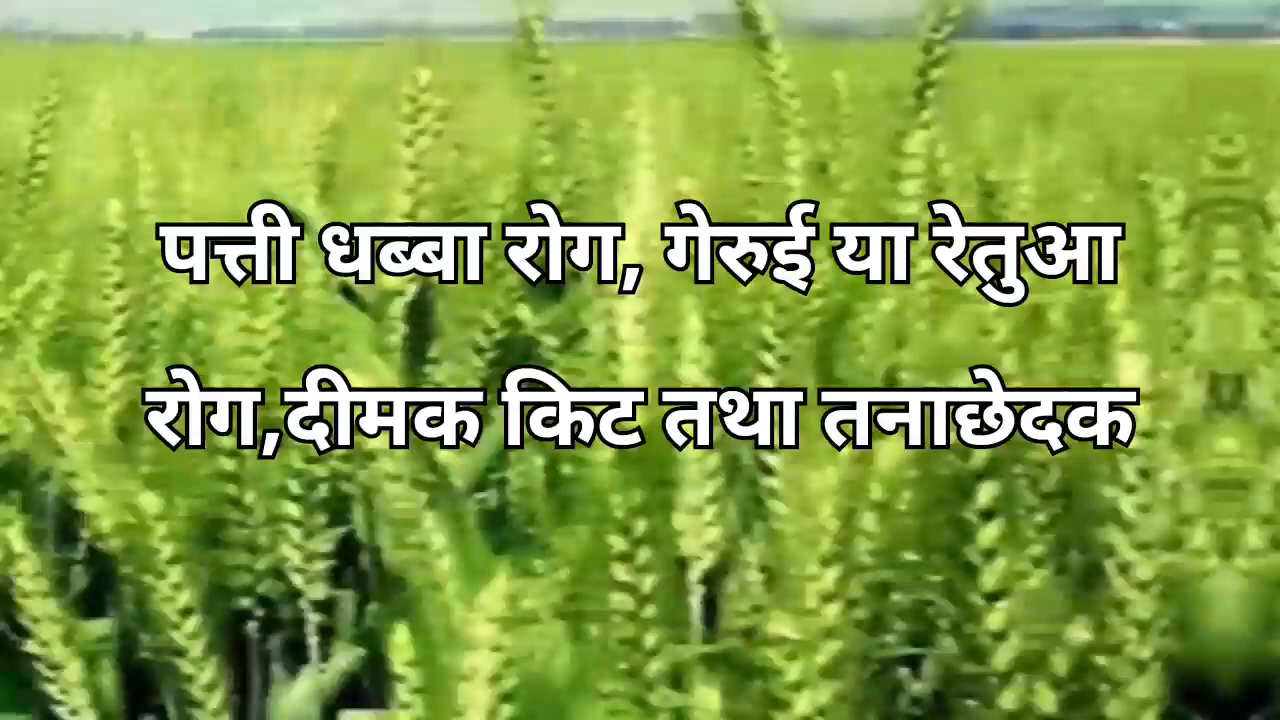 पत्ती धब्बा रोग, गेरुई या रेतुआ
रोग,दीमक किट तथा तनाछेदक